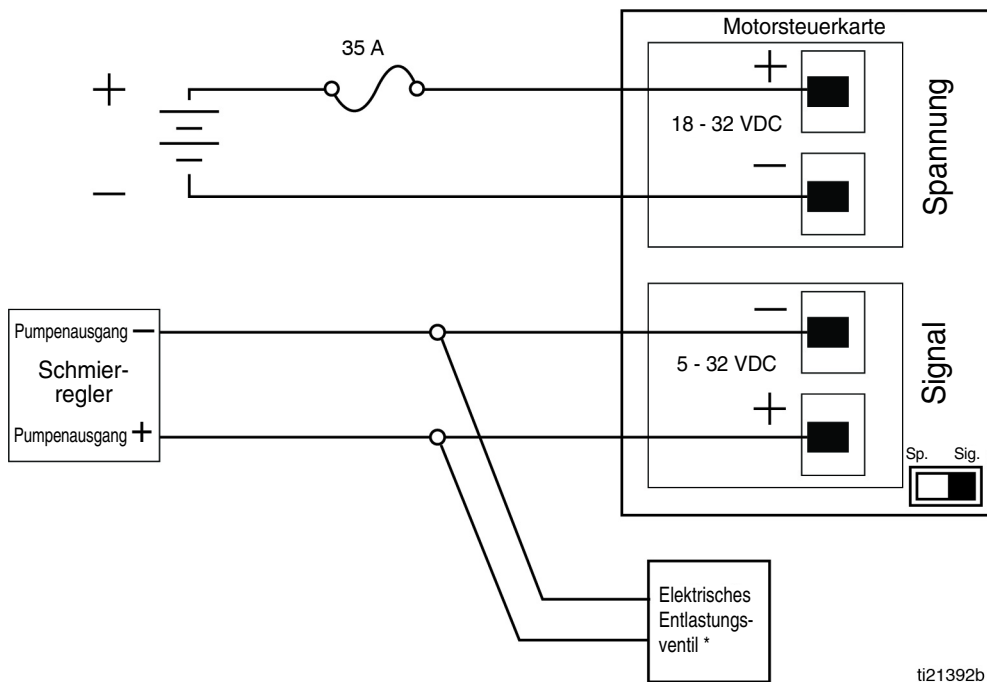 Motorsteuerkarte
35 A
+
+
18 - 32 VDC
Spannung
—
—
Pumpenausgang —
Schmier-
regler
Pumpenausgang +
—
5 - 32 VDC
+
Signal
Sp. Sig.
Elektrisches
Entlastungs-
ventil *
ti21392b